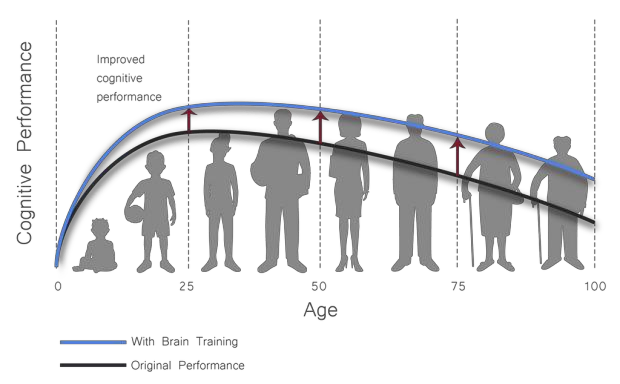 Improved
cognitive
performance
Cognitive Performance
0 25 50 75 100
Age
With Brain Training
Original Performance